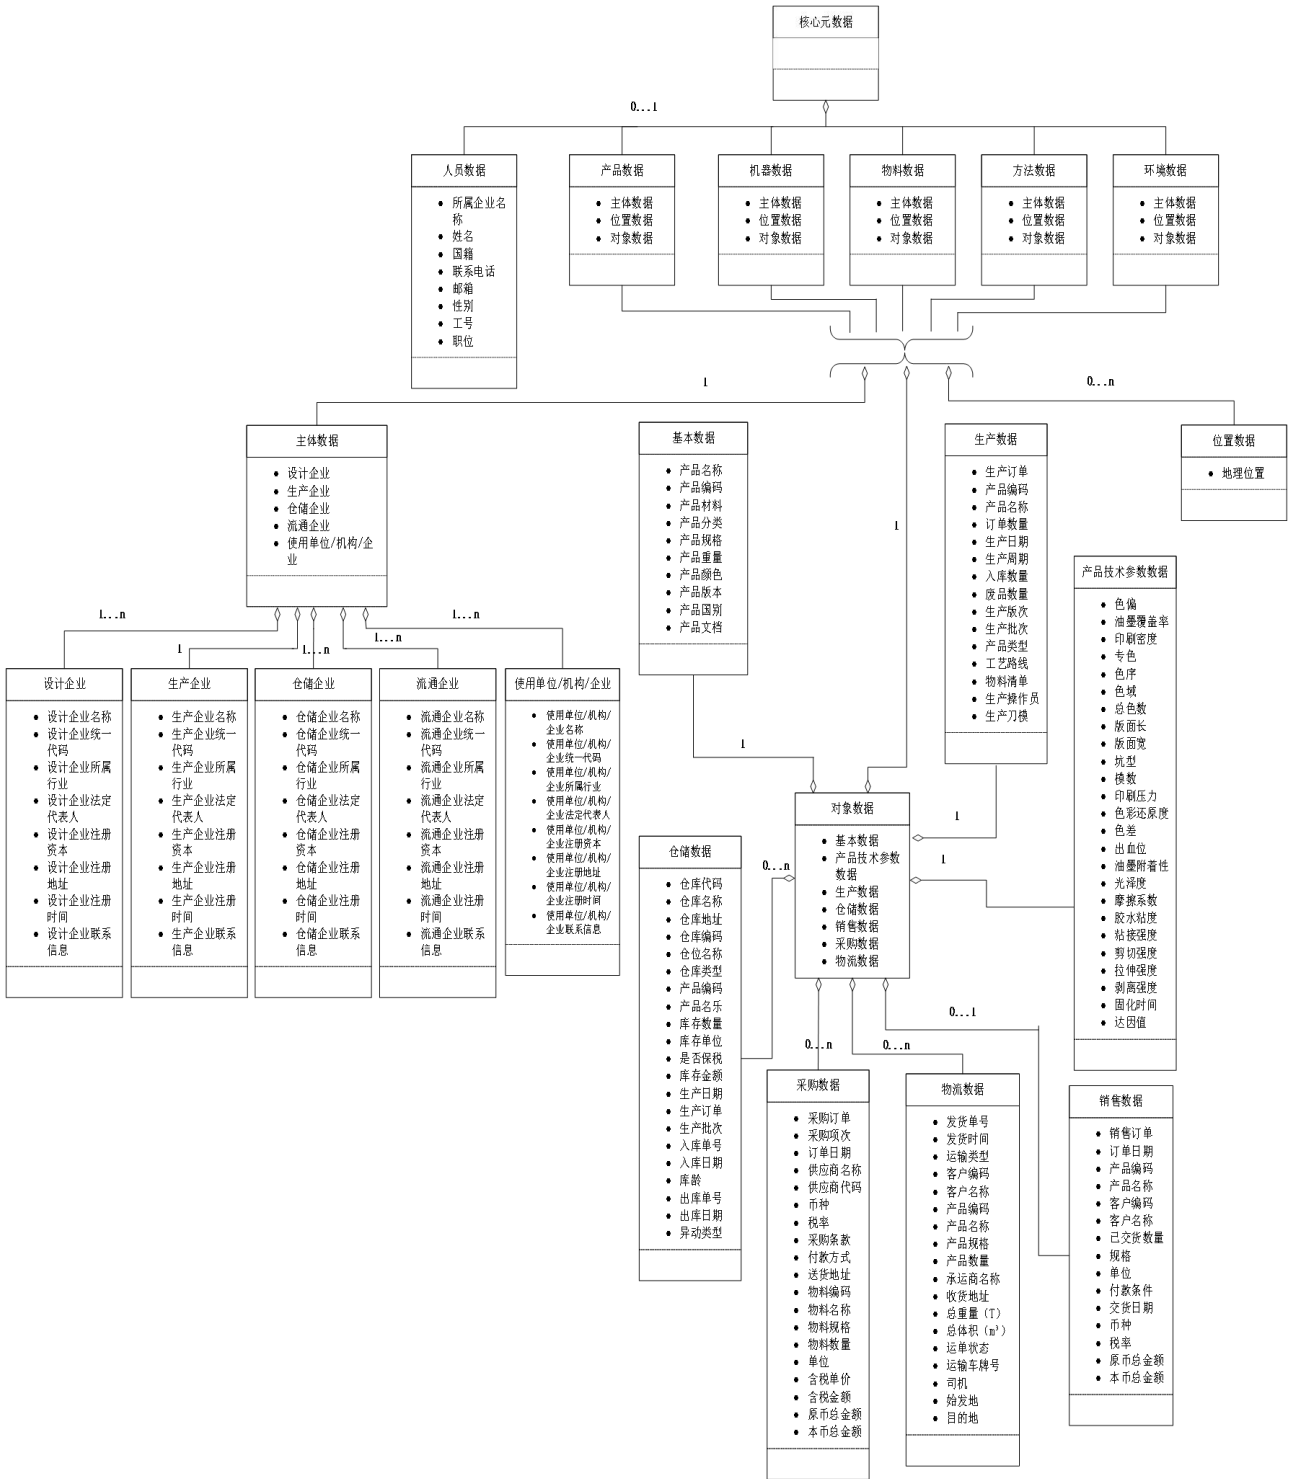 核心元数据
0...1
人员数据
所属企业名
称
姓名
国籍
联系电话
邮箱
性别
工号
职位
产品数据
主体数据
位置数据
对象数据
机器数据
主体数据
位置数据
对象数据
物料数据
主体数据
位置数据
对象数据
方法数据
主体数据
位置数据
对象数据
环境数据
主体数据
位置数据
对象数据
1
0...n
1
主体数据
设计企业
生产企业
仓储企业
流通企业
使用单位/机构/企
业
基本数据
产品名称
产品编码
产品材料
产品分类
产品规格
产品重量
产品颜色
产品版本
产品国别
产品文档
生产数据
生产订单
产品编码
产品名称
订单数量
生产日期
生产周期
入库数量
废品数量
生产版次
生产批次
产品类型
工艺路线
物料清单
生产操作员
生产刀模
位置数据
地理位置
产品技术参数数据
色偏
油墨覆盖率
印刷密度
专色
色序
色域
总色数
版面长
版面宽
坑型
模数
印刷压力
色彩还原度
色差
出血位
油墨附着性
光泽度
摩擦系数
胶水粘度
粘接强度
剪切强度
拉伸强度
剥离强度
固化时间
达因值
1...n
1
1...n
1...n
1...n
设计企业
设计企业名称
设计企业统一
代码
设计企业所属
行业
设计企业法定
代表人
设计企业注册
资本
设计企业注册
地址
设计企业注册
时间
设计企业联系
信息
生产企业
生产企业名称
生产企业统一
代码
生产企业所属
行业
生产企业法定
代表人
生产企业注册
资本
生产企业注册
地址
生产企业注册
时间
生产企业联系
信息
仓储企业
仓储企业名称
仓储企业统一
代码
仓储企业所属
行业
仓储企业法定
代表人
仓储企业注册
资本
仓储企业注册
地址
仓储企业注册
时间
仓储企业联系
信息
流通企业
流通企业名称
流通企业统一
代码
流通企业所属
行业
流通企业法定
代表人
流通企业注册
资本
流通企业注册
地址
流通企业注册
时间
流通企业联系
信息
使用单位/机构/企业
使用单位/机构/
企业名称
使用单位/机构/
企业统一代码
使用单位/机构/
企业所属行业
使用单位/机构/
企业法定代表人
使用单位/机构/
企业注册资本
使用单位/机构/
企业注册地址
使用单位/机构/
企业注册时间
使用单位/机构/
企业联系信息
1
1
1
0...n
对象数据
基本数据
产品技术参数
数据
生产数据
仓储数据
销售数据
采购数据
物流数据
0...n
0...n
0...1
仓储数据
仓库代码
仓库名称
仓库地址
仓库编码
仓位名称
仓库类型
产品编码
产品名乐
库存数量
库存单位
是否保税
库存金额
生产日期
生产订单
生产批次
入库单号
入库日期
库龄
出库单号
出库日期
异动类型
采购数据
采购订单
采购项次
订单日期
供应商名称
供应商代码
币种
税率
采购条款
付款方式
送货地址
物料编码
物料名称
物料规格
物料数量
单位
含税单价
含税金额
原币总金额
本币总金额
物流数据
发货单号
发货时间
运输类型
客户编码
客户名称
产品编码
产品名称
产品规格
产品数量
承运商名称
收货地址
总重量（T）
总体积（m³）
运单状态
运输车牌号
司机
始发地
目的地
销售数据
销售订单
订单日期
产品编码
产品名称
客户编码
客户名称
已交货数量
规格
单位
付款条件
交货日期
币种
税率
原币总金额
本币总金额